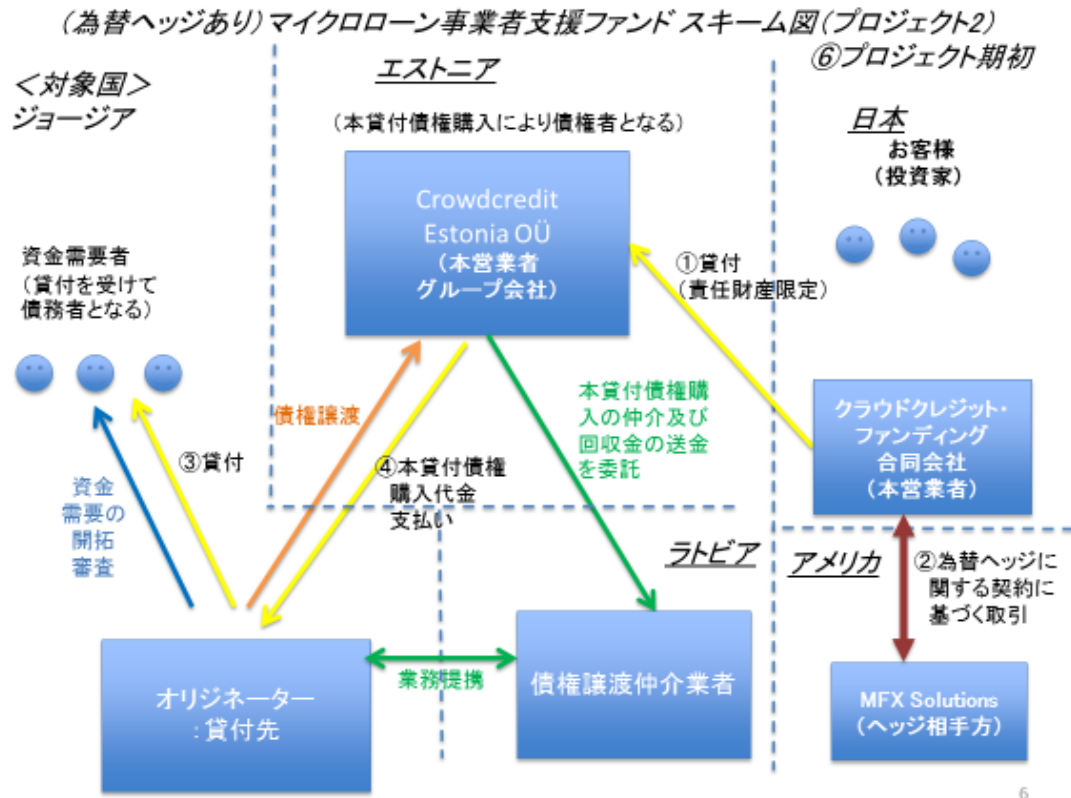 (為替ヘッジあり)マイクロローン事業者支援ファンド スキーム図(プロジェクト2)
⑥プロジェクト期初
<対象国>
ジョージア
エストニア
(本貸付債権購入により債権者となる)
日本
お客様
(投資家)
Crowdcredit
Estonia OÜ
(本営業者
グループ会社)
資金需要者
(貸付を受けて
債務者となる)
①貸付
(責任財産限定)
債権譲渡
本貸付債権購
入の仲介及び
回収金の送金
を委託
クラウドクレジット・
ファンディング
合同会社
(本営業者)
③貸付
④本貸付債権
購入代金
支払い
資金
需要の
開拓
審査
ラトビア
アメリカ
②為替ヘッジに
関する契約に
基づく取引
オリジネーター
:貸付先
業務提携
債権譲渡仲介業者
MFX Solutions
(ヘッジ相手方)
6